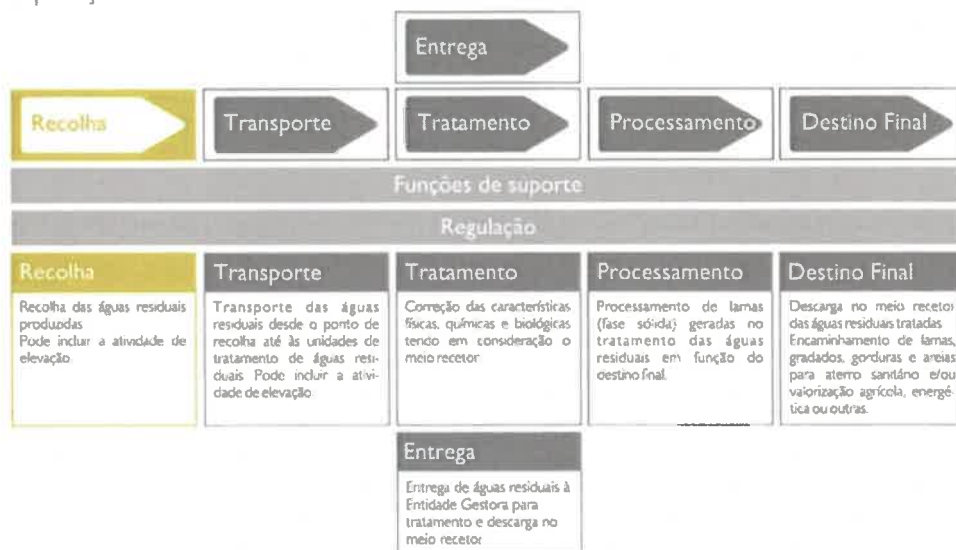 Entrega
Recolha
Transporte
Tratamento
Processamento
Destino Final
Funções de suporte
Regulação
Recolha
Recolha das águas residuais
produzidas
Pode incluir a atividade de
elevação
Transporte
Transporte das águas
residuais desde o ponto de
recolha até às unidades de
tratamento de águas resi-
duais. Pode incluir a ativi-
dade de elevação
Tratamento
Correção das características
físicas, químicas e biológicas
tendo em consideração o
meio recetor
Processamento
Processamento de lamas
(fase sólida) geradas no
tratamento das águas
residuais em função do
destino final.
Destino Final
Descarga no meio recetor
das águas residuais tratadas
Encaminhamento de lamas,
gradados, gorduras e areias
para aterro sanitário e/ou
valorização agrícola, energé-
tica ou outras.
Entrega
Entrega de águas residuais à
Entidade Gestora para
tratamento e descarga no
meio recetor